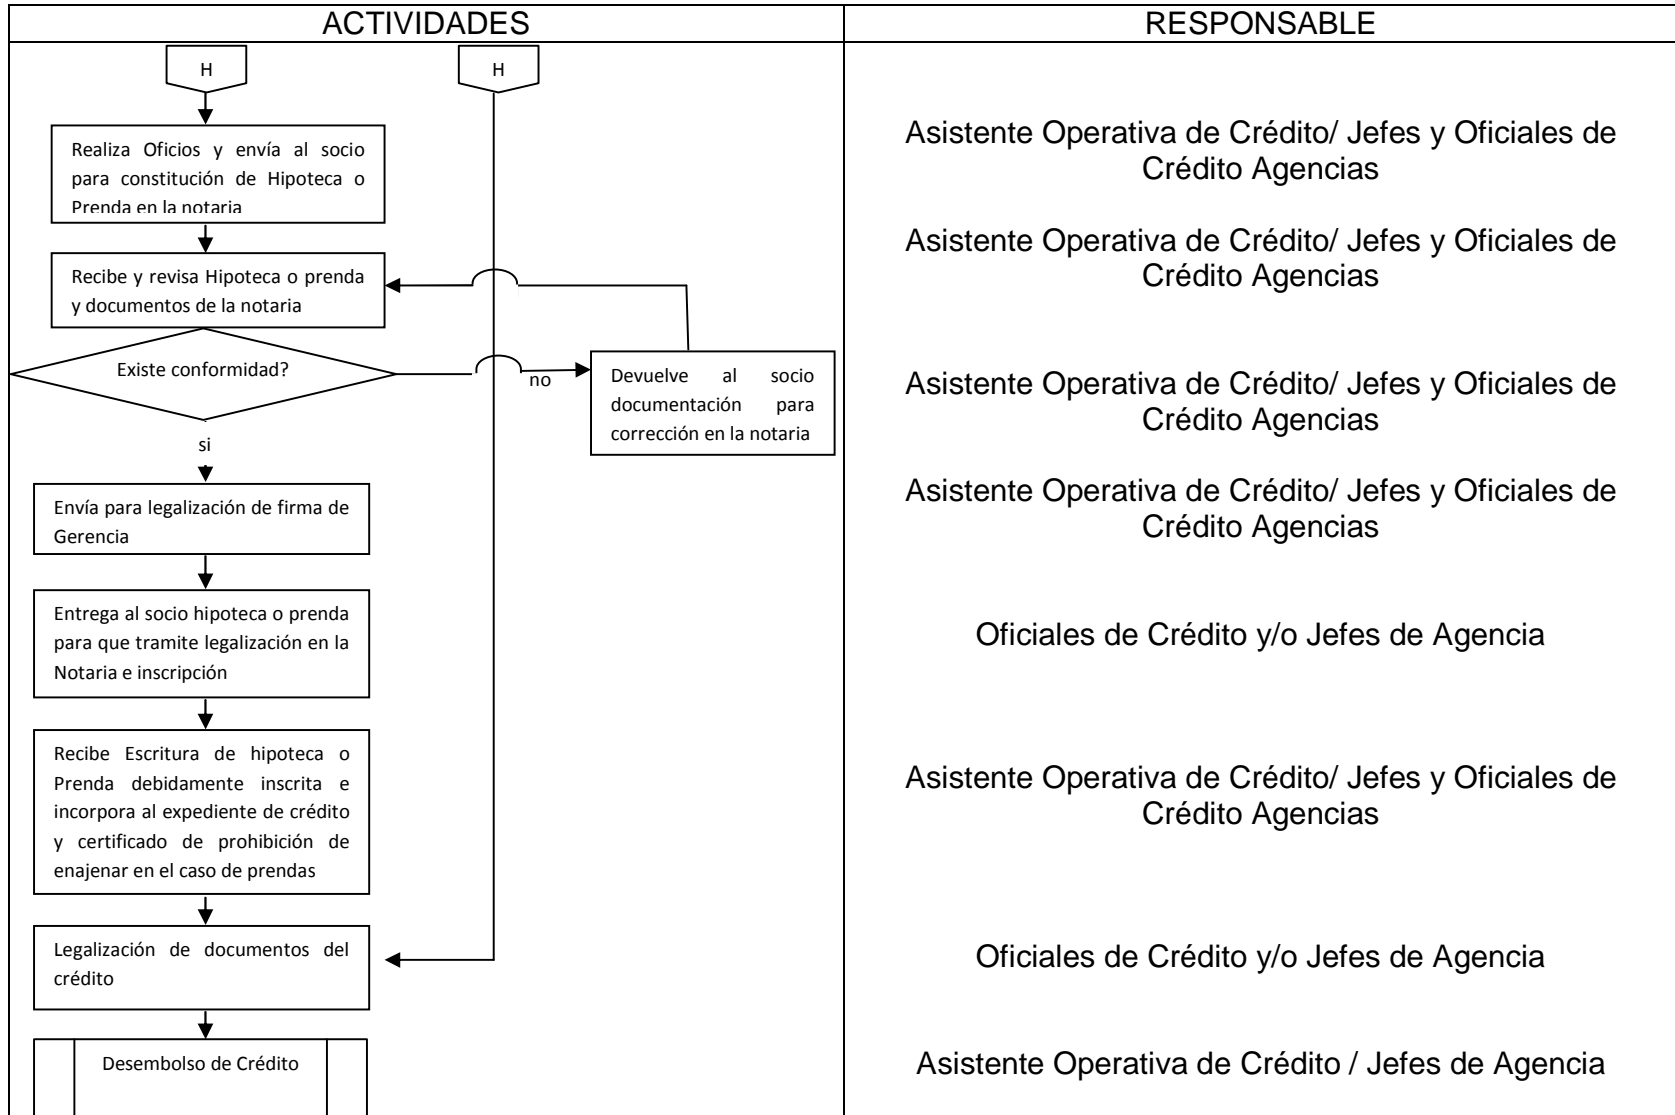 ACTIVIDADES
RESPONSABLE
H
H
Realiza Oficios y envía al socio
para constitución de Hipoteca o
Prenda en la notaria
Asistente Operativa de Crédito/ Jefes y Oficiales de
Crédito Agencias
Recibe y revisa Hipoteca o prenda
y documentos de la notaria
Asistente Operativa de Crédito/ Jefes y Oficiales de
Crédito Agencias
Existe conformidad?
no
si
Devuelve al socio
documentación para
corrección en la notaria
Asistente Operativa de Crédito/ Jefes y Oficiales de
Crédito Agencias
Envía para legalización de firma de
Gerencia
Asistente Operativa de Crédito/ Jefes y Oficiales de
Crédito Agencias
Entrega al socio hipoteca o prenda
para que tramite legalización en la
Notaria e inscripción
Oficiales de Crédito y/o Jefes de Agencia
Recibe Escritura de hipoteca o
Prenda debidamente inscrita e
incorpora al expediente de crédito
y certificado de prohibición de
enajenar en el caso de prendas
Asistente Operativa de Crédito/ Jefes y Oficiales de
Crédito Agencias
Legalización de documentos del
crédito
Oficiales de Crédito y/o Jefes de Agencia
Desembolso de Crédito
Asistente Operativa de Crédito / Jefes de Agencia